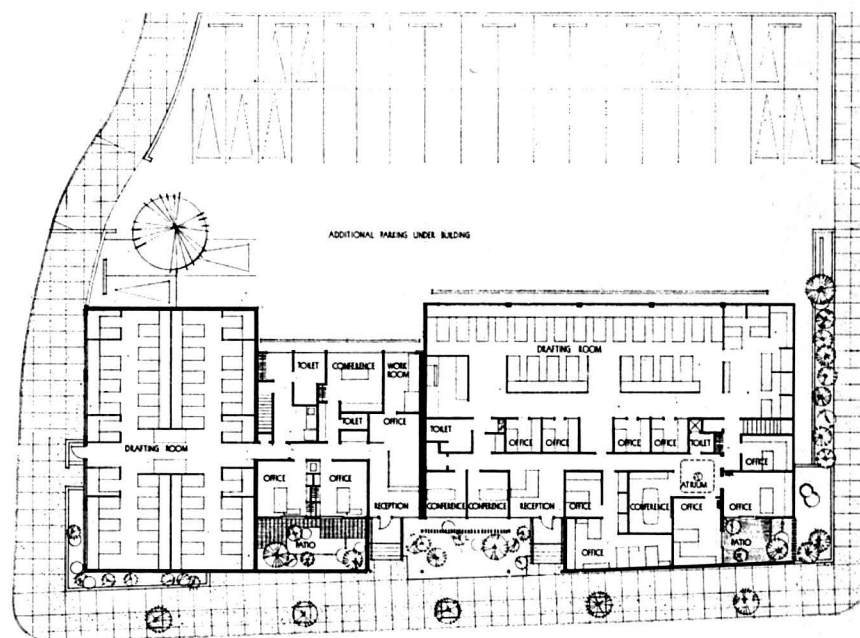 ADDITIONAL PARKING UNDER BUILDING
TOILET
CONFERENCE
WORK
ROOM
DRAFTING ROOM
TOILET
OFFICE
TOILET
OFFICE
OFFICE
OFFICE
OFFICE
TOILET
OFFICE
DRAFTING ROOM
OFFICE
OFFICE
ATRIUM
RECEPTION
CONFERENCE
CONFERENCE
RECEPTION
OFFICE
CONFERENCE
OFFICE
OFFICE
PATIO
OFFICE
PATIO